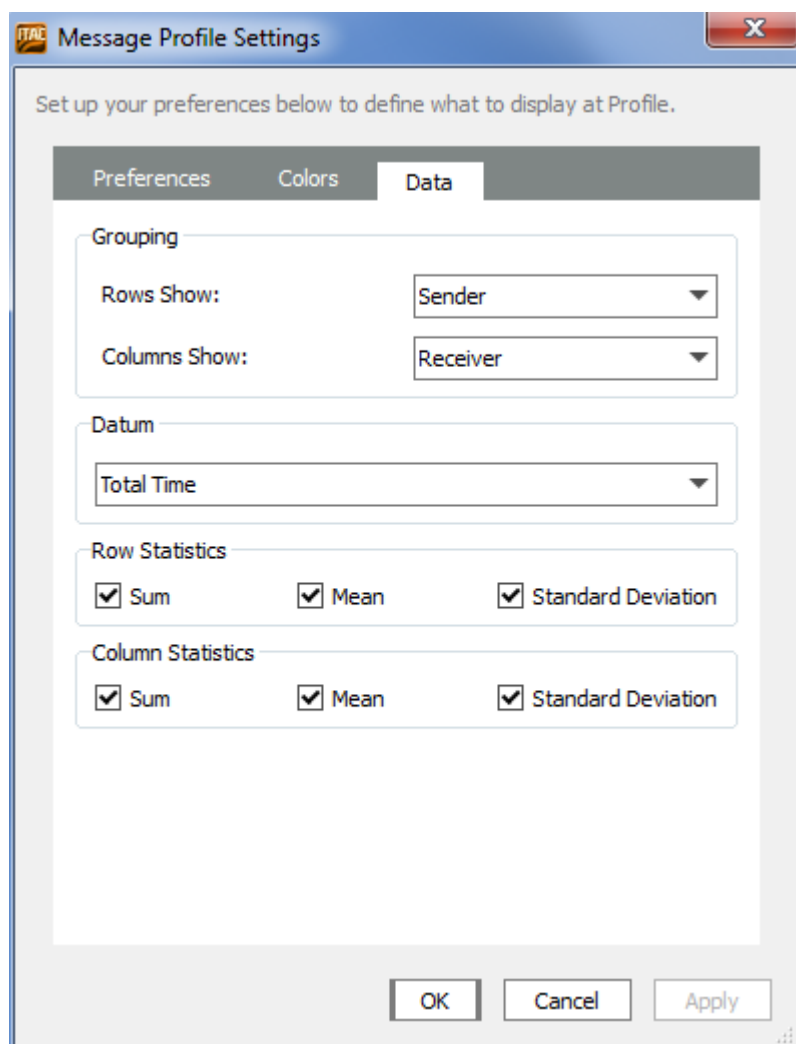 ITAC Message Profile Settings X
Set up your preferences below to define what to display at Profile.
Preferences Colors Data
Grouping
Rows Show: Sender
Columns Show: Receiver
Datum
Total Time
Row Statistics
Sum Mean Standard Deviation
Column Statistics
Sum Mean Standard Deviation
OK Cancel Apply